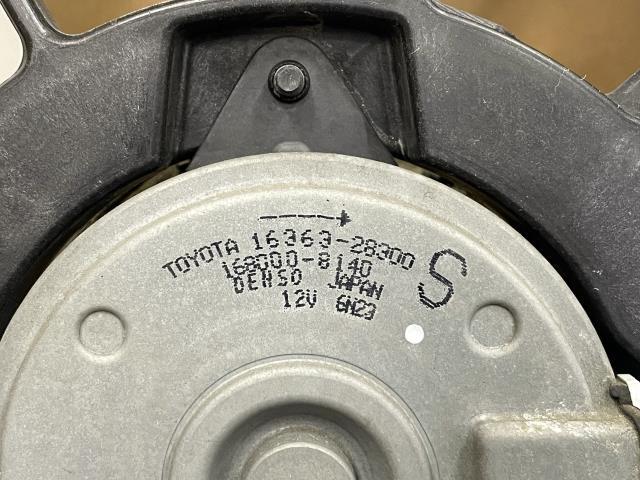 TOYOTA 16363-28300
168000-8140
DENSO JAPAN
12V 6N23
S